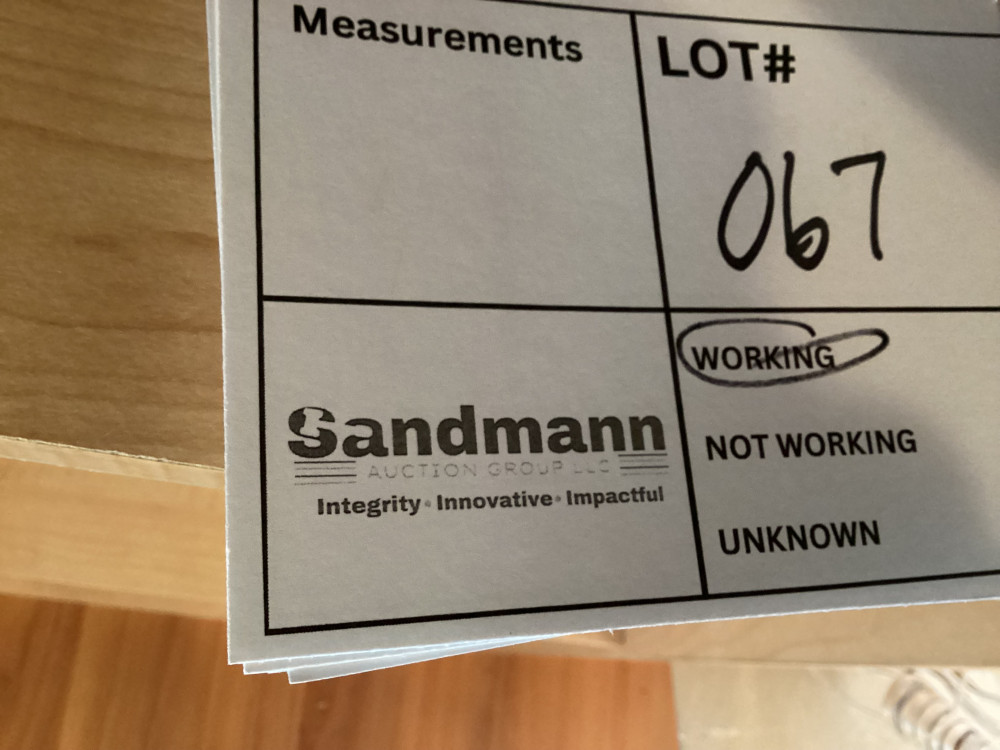 Measurements
LOT#
067
WORKING
NOT WORKING
UNKNOWN
Sandmann
AUCTION GROUP LLC
Integrity • Innovative • Impactful